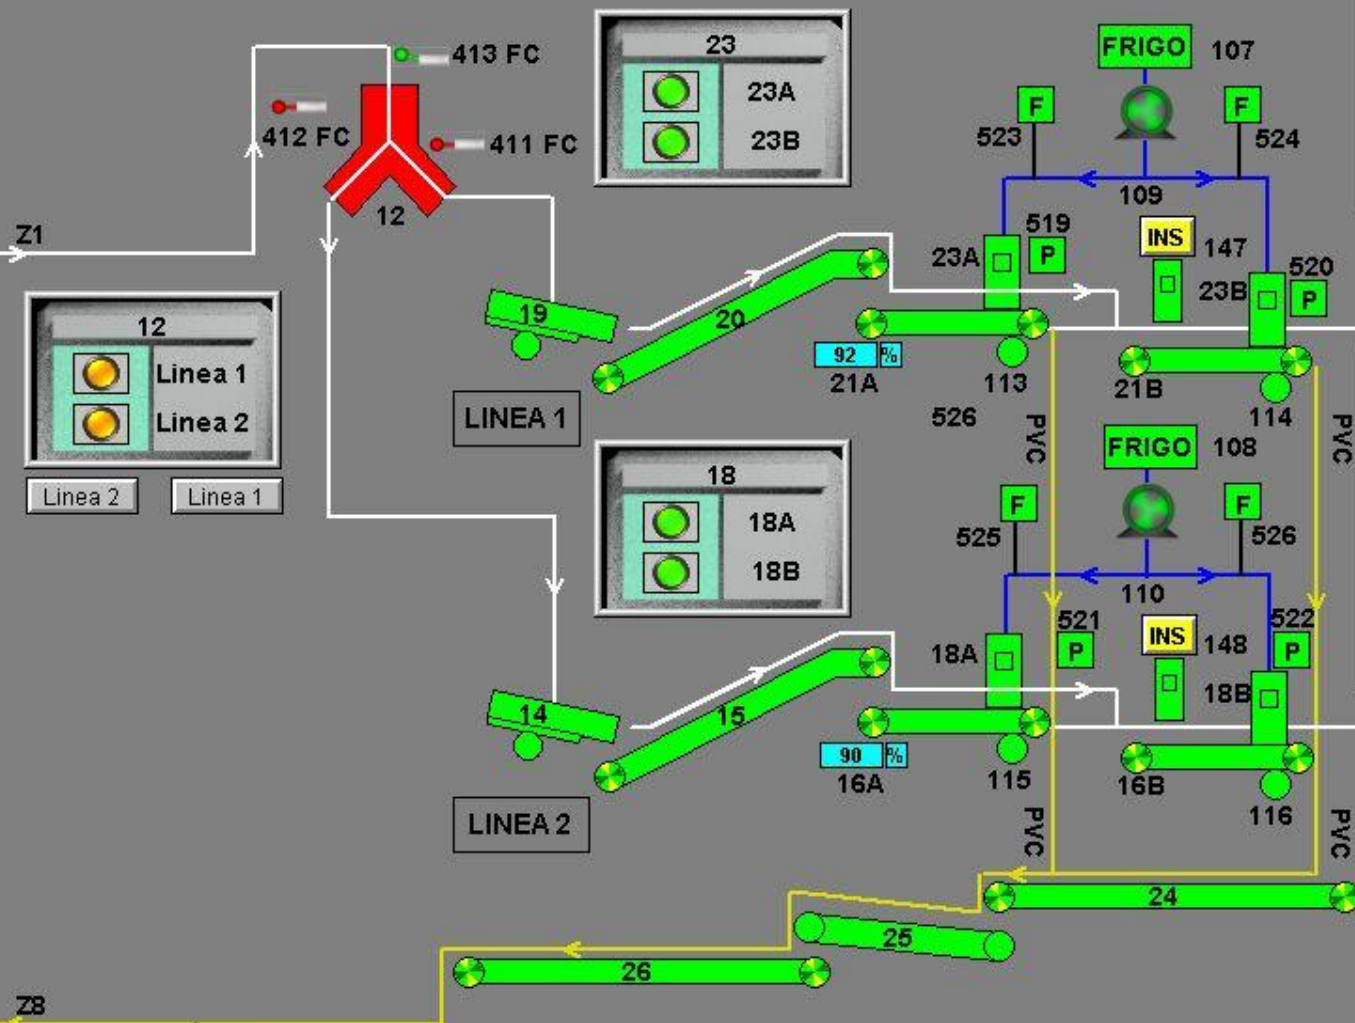 413 FC
412 FC
411 FC
12
Z1
12
Linea 1
Linea 2
Linea 2
Linea 1
23
23A
23B
FRIGO 107
F
523
F
524
109
519
23A
P
INS 147
23B
520
P
19
20
92 %
21A
113
21B
114
LINEA 1
526
PVC
PVC
FRIGO 108
18
18A
18B
F
525
F
526
110
521
18A
P
INS 148
18B
522
P
14
15
90 %
16A
115
16B
116
LINEA 2
PVC
PVC
24
25
26
Z8